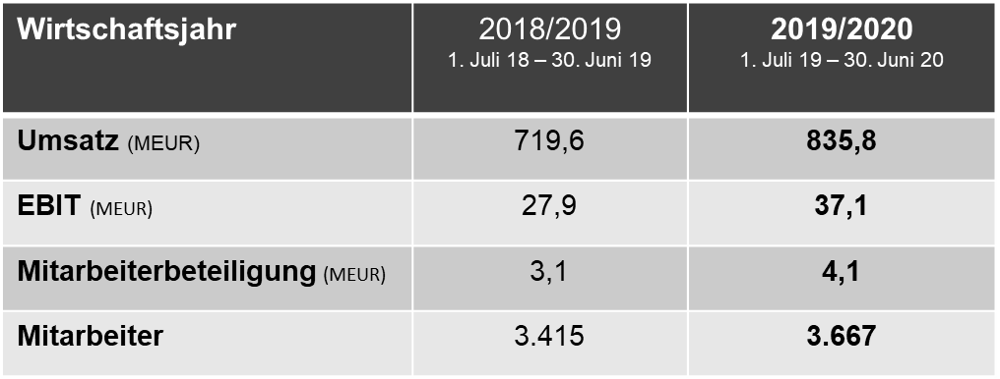 Wirtschaftsjahr 2018/2019 2019/2020
1. Juli 18 – 30. Juni 19 1. Juli 19 – 30. Juni 20
Umsatz (MEUR) 719,6 835,8
EBIT (MEUR) 27,9 37,1
Mitarbeiterbeteiligung (MEUR) 3,1 4,1
Mitarbeiter 3.415 3.667